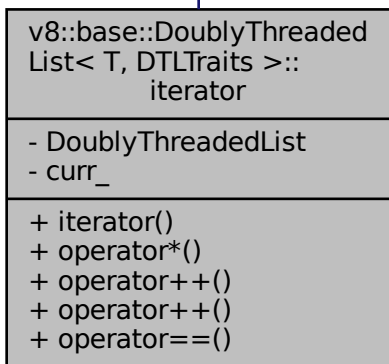 v8::base::DoublyThreaded
List< T, DTLTraits >::
iterator
- DoublyThreadedList
- curr_
+ iterator()
+ operator*()
+ operator++()
+ operator++()
+ operator==()